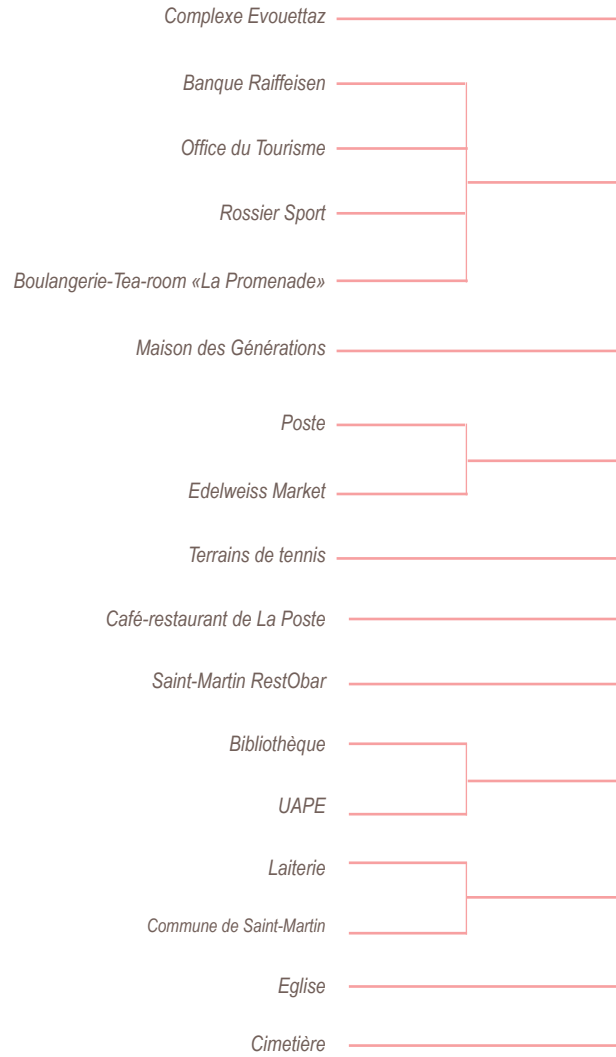 Complexe Evouettaz
Banque Raiffeisen
Office du Tourisme
Rossier Sport
Boulangerie-Tea-room «La Promenade»
Maison des Générations
Poste
Edelweiss Market
Terrains de tennis
Café-restaurant de La Poste
Saint-Martin RestObar
Bibliothèque
UAPE
Laiterie
Commune de Saint-Martin
Eglise
Cimetière